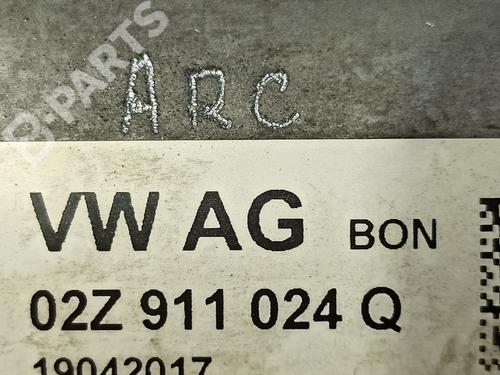 B-PARTS
ARC
VW AG BON
02Z 911 024 Q
19042017